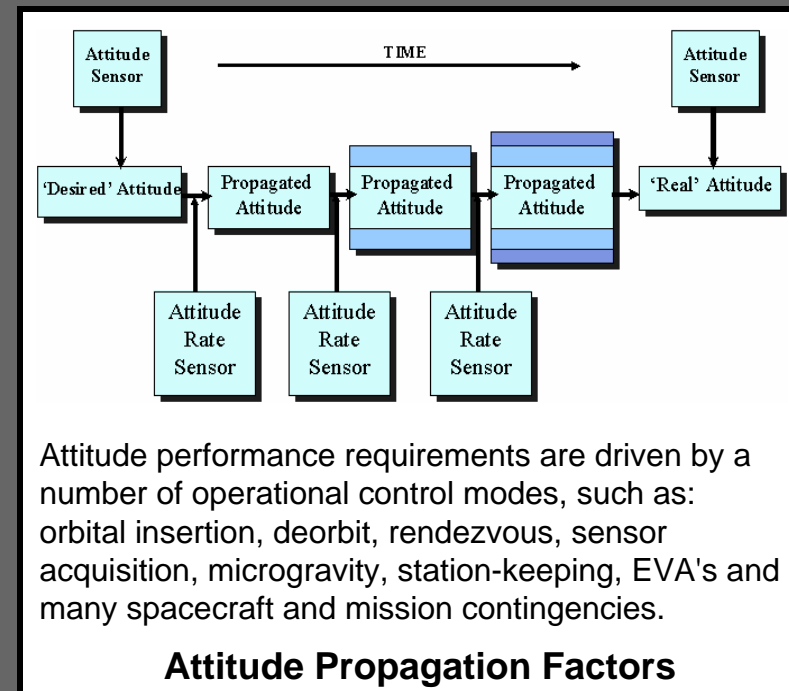 Attitude
Sensor
TIME
Attitude
Sensor
'Desired' Attitude
Propagated
Attitude
Propagated
Attitude
Propagated
Attitude
'Real' Attitude
Attitude
Rate
Sensor
Attitude
Rate
Sensor
Attitude
Rate
Sensor
Attitude performance requirements are driven by a
number of operational control modes, such as:
orbital insertion, deorbit, rendezvous, sensor
acquisition, microgravity, station-keeping, EVA's and
many spacecraft and mission contingencies.
Attitude Propagation Factors